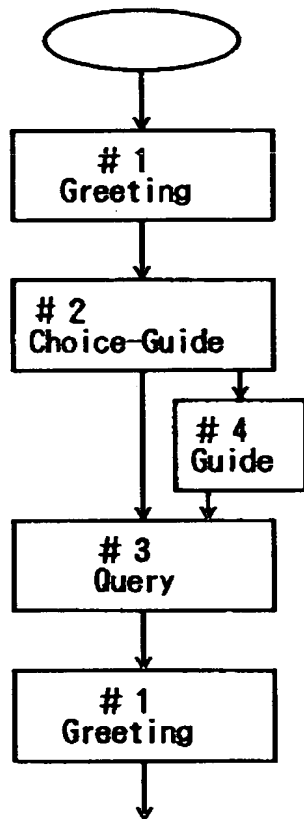 # 1
Greeting
# 2
Choice-Guide
# 4
Guide
# 3
Query
# 1
Greeting